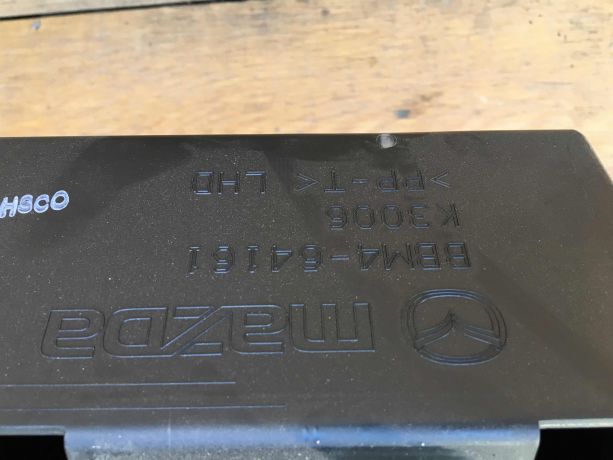 mazda
BBM4-64161
K3006
>PP-T< LHD